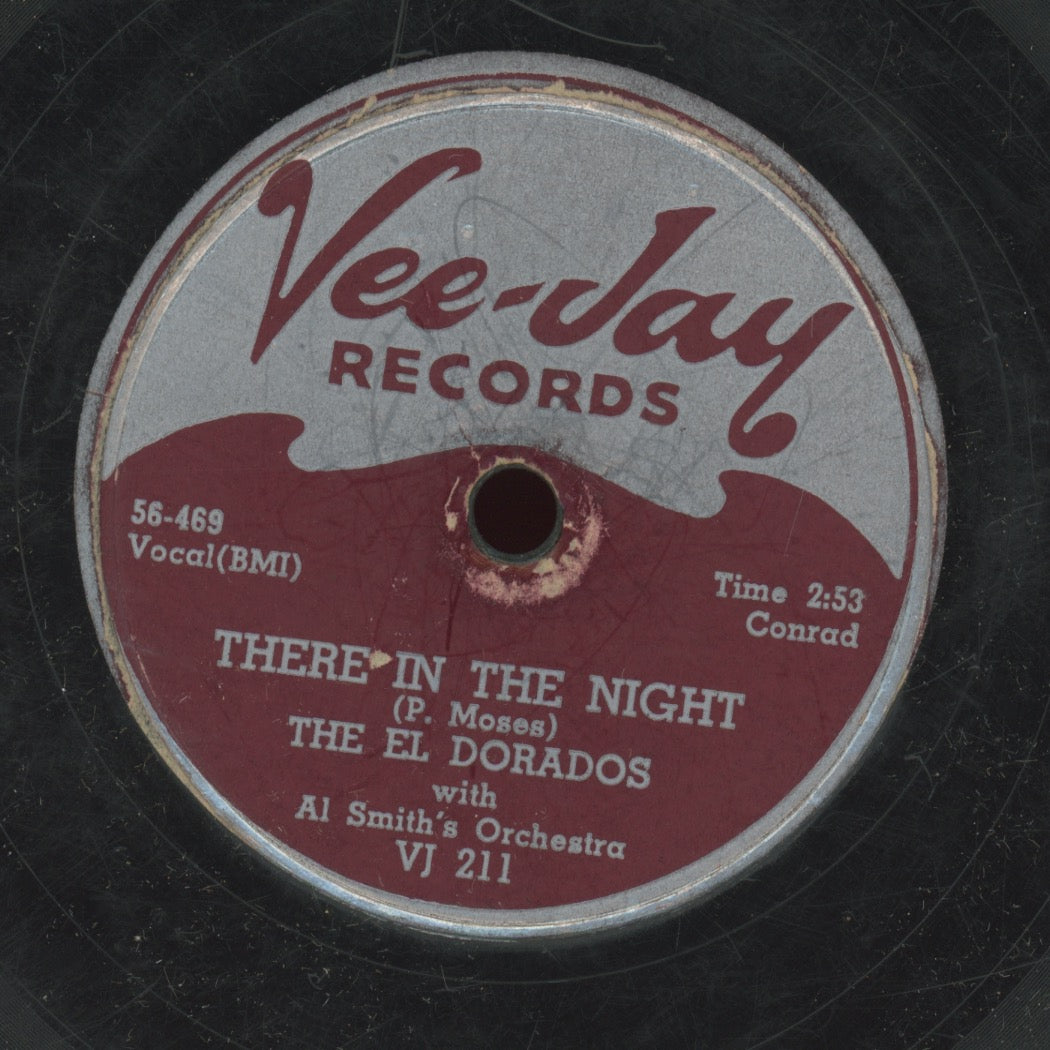 Vee-Jay
RECORDS
56-469
Vocal(BMI)
Time 2:53
Conrad
THERE IN THE NIGHT
(P. Moses)
THE EL DORADOS
with
Al Smith's Orchestra
VJ 211